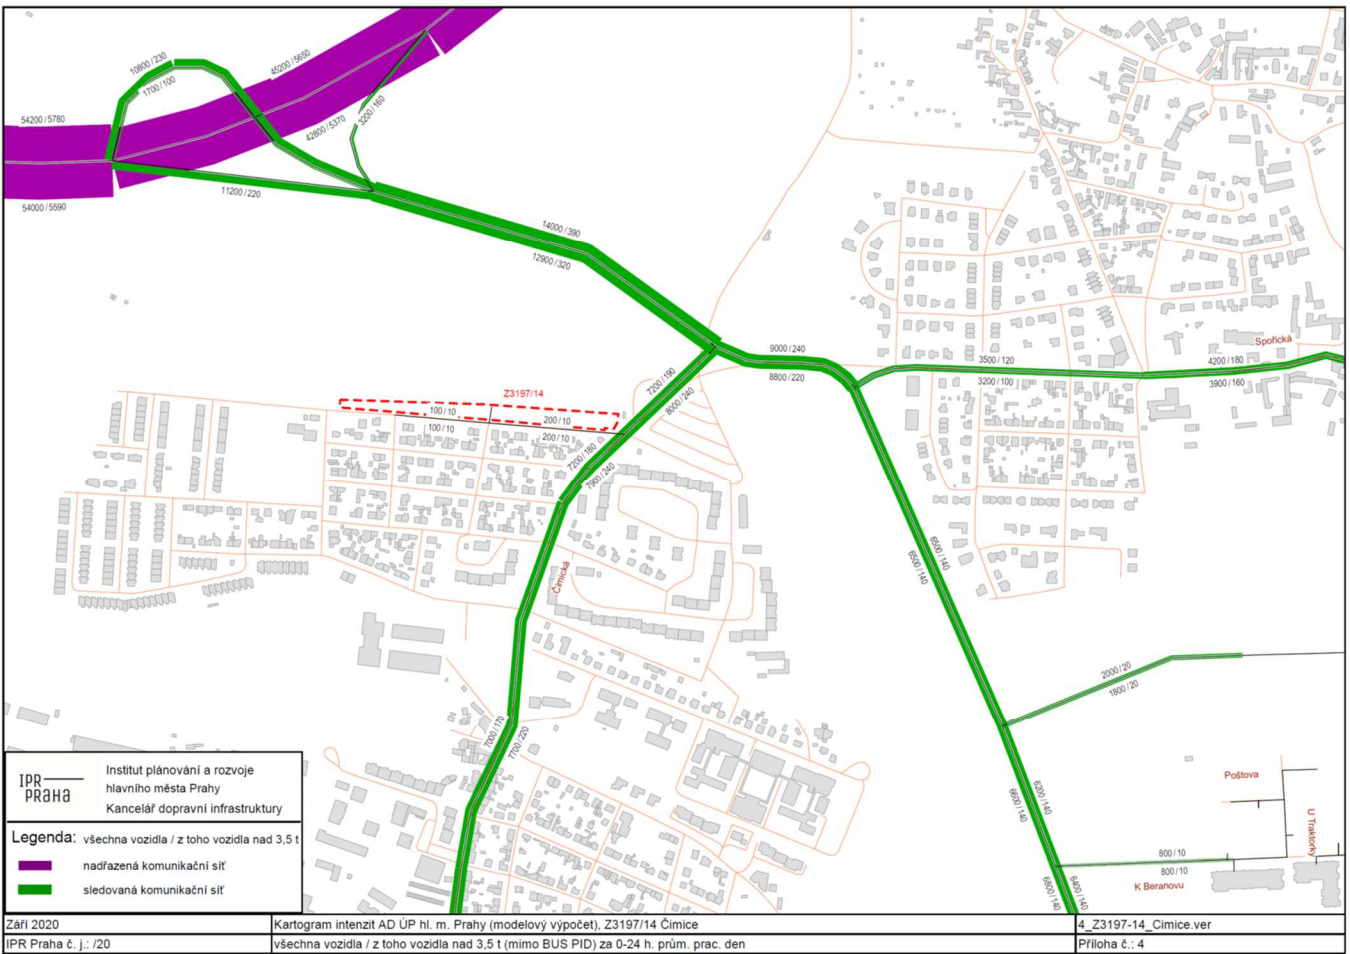 10800 / 230
1700 / 100
45200 / 5650
54200 / 5780
42800 / 5370
3200 / 160
11200 / 220
54000 / 5590
14000 / 390
12900 / 320
9000 / 240
8800 / 220
3500 / 120
3200 / 100
Spořická
4200 / 180
3900 / 160
7200 / 190
8000 / 240
Z3197/14
100 / 10
200 / 10
100 / 10
200 / 10
7200 / 180
7900 / 240
Čimická
6500 / 140
6500 / 140
2000 / 20
1800 / 20
7000 / 170
7700 / 220
6200 / 140
6600 / 140
Poštova
U Traktorky
800 / 10
800 / 10
K Beranovu
6400 / 140
6800 / 140
IPR
PRAHA
Institut plánování a rozvoje
hlavního města Prahy
Kancelář dopravní infrastruktury
Legenda: všechna vozidla / z toho vozidla nad 3,5 t
nadřazená komunikační síť
sledovaná komunikační síť
Září 2020
Kartogram intenzit AD ÚP hl. m. Prahy (modelový výpočet), Z3197/14 Čimice
4_Z3197-14_Cimice.ver
IPR Praha č. j.: /20
všechna vozidla / z toho vozidla nad 3,5 t (mimo BUS PID) za 0-24 h. prům. prac. den
Příloha č.: 4